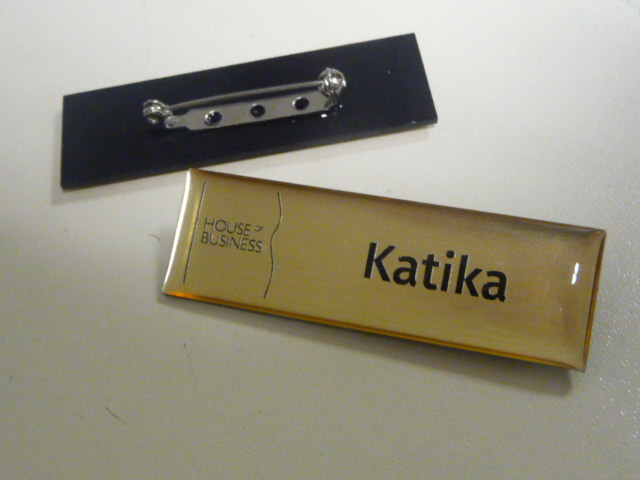 HOUSE OF
BUSINESS
Katika